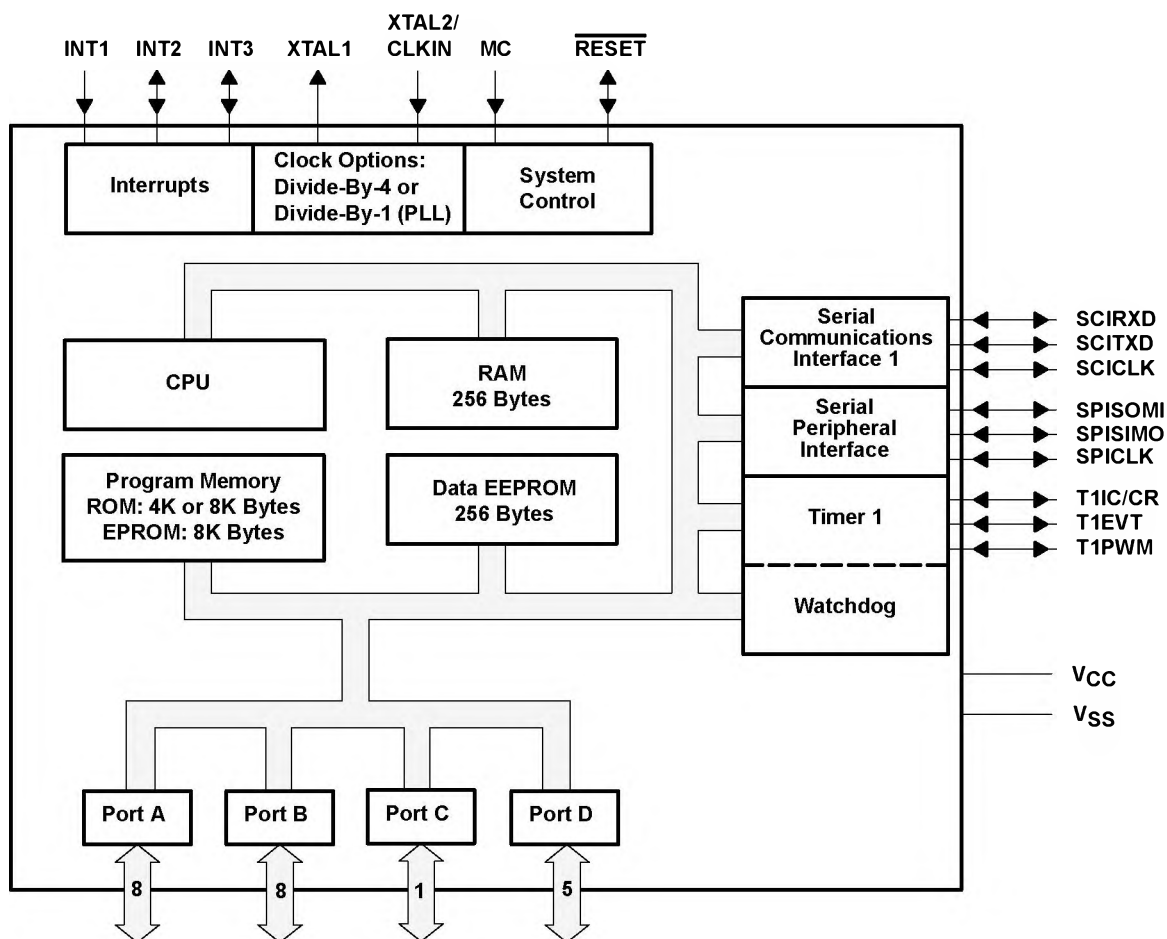 INT1
INT2
INT3
XTAL1
XTAL2/
CLKIN
MC
RESET
Interrupts
Clock Options:
Divide-By-4 or
Divide-By-1 (PLL)
System
Control
CPU
RAM
256 Bytes
Program Memory
ROM: 4K or 8K Bytes
EPROM: 8K Bytes
Data EEPROM
256 Bytes
Serial
Communications
Interface 1
Serial
Peripheral
Interface
Timer 1
Watchdog
SCIRXD
SCITXD
SCICLK
SPISOMI
SPISIMO
SPICLK
T1IC/CR
T1EVT
T1PWM
VCC
VSS
Port A
Port B
Port C
Port D
8
8
1
5